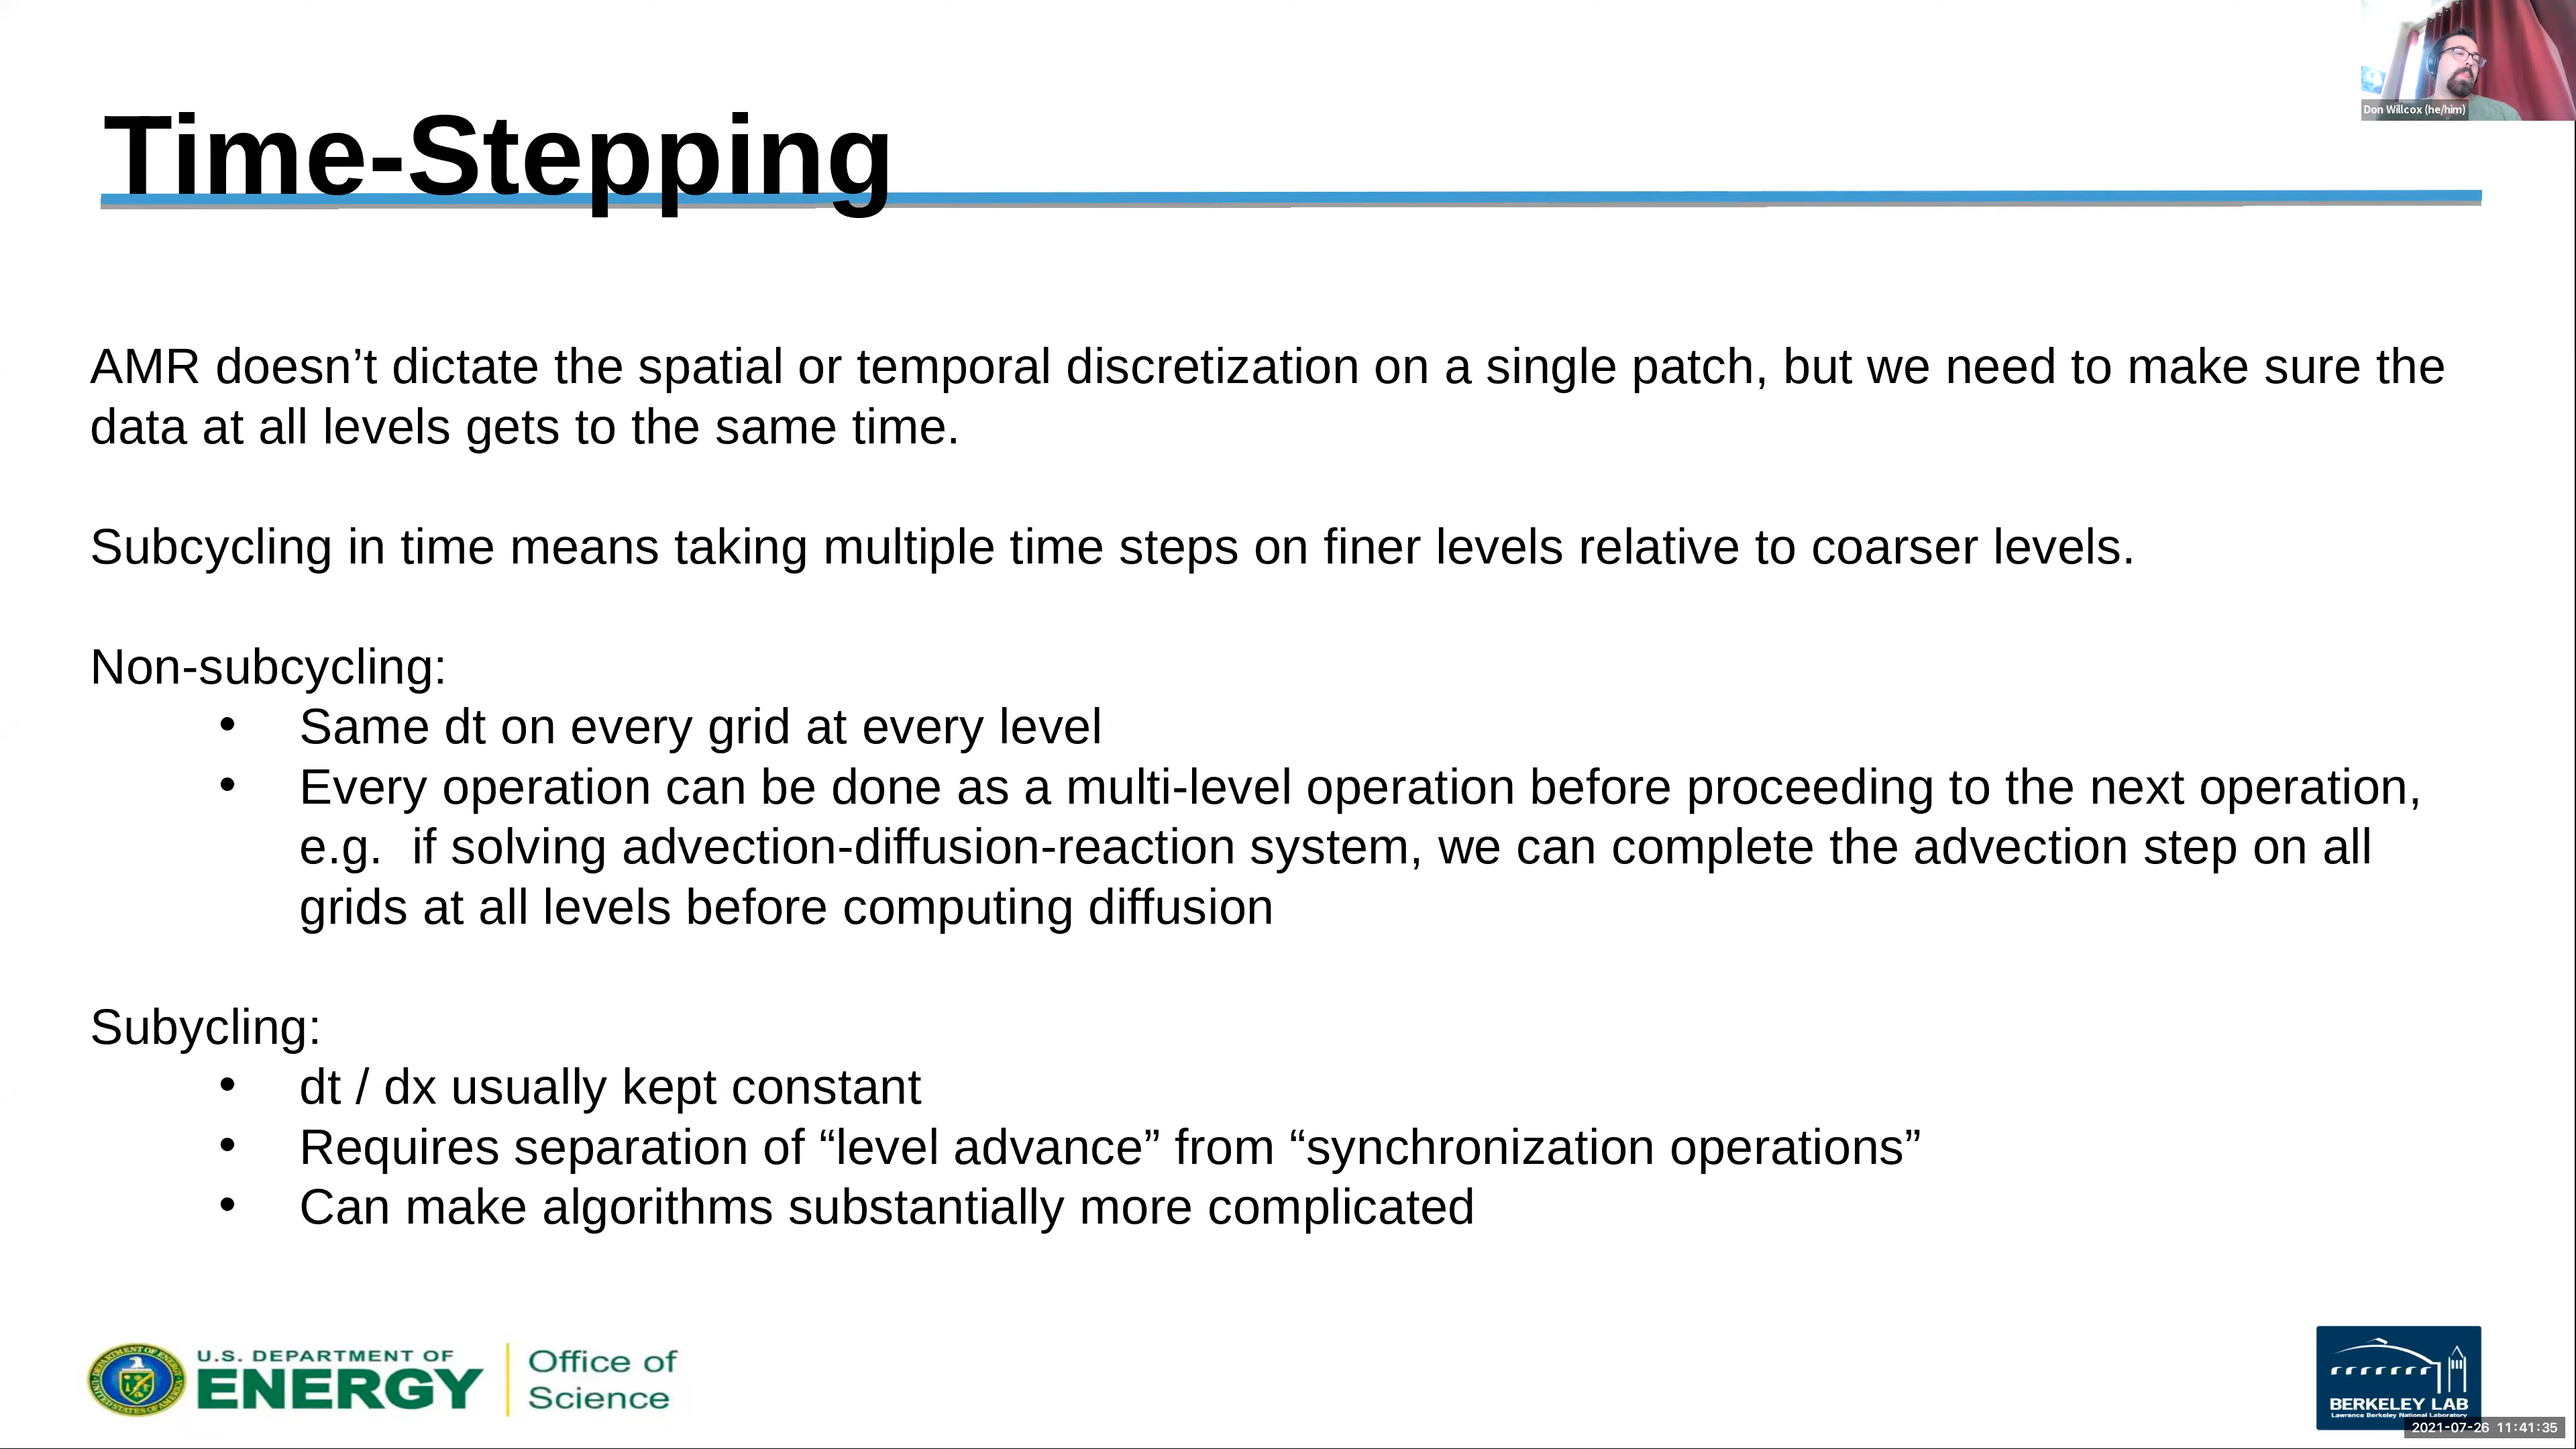 Don Willcox (he/him)
Time-Stepping
AMR doesn’t dictate the spatial or temporal discretization on a single patch, but we need to make sure the
data at all levels gets to the same time.
Subcycling in time means taking multiple time steps on finer levels relative to coarser levels.
Non-subcycling:
• Same dt on every grid at every level
• Every operation can be done as a multi-level operation before proceeding to the next operation,
e.g.  if solving advection-diffusion-reaction system, we can complete the advection step on all
grids at all levels before computing diffusion
Subycling:
• dt / dx usually kept constant
• Requires separation of “level advance” from “synchronization operations”
• Can make algorithms substantially more complicated
U.S. DEPARTMENT OF
ENERGY
Office of
Science
BERKELEY LAB
Lawrence Berkeley National Laboratory
2021-07-26 11:41:35